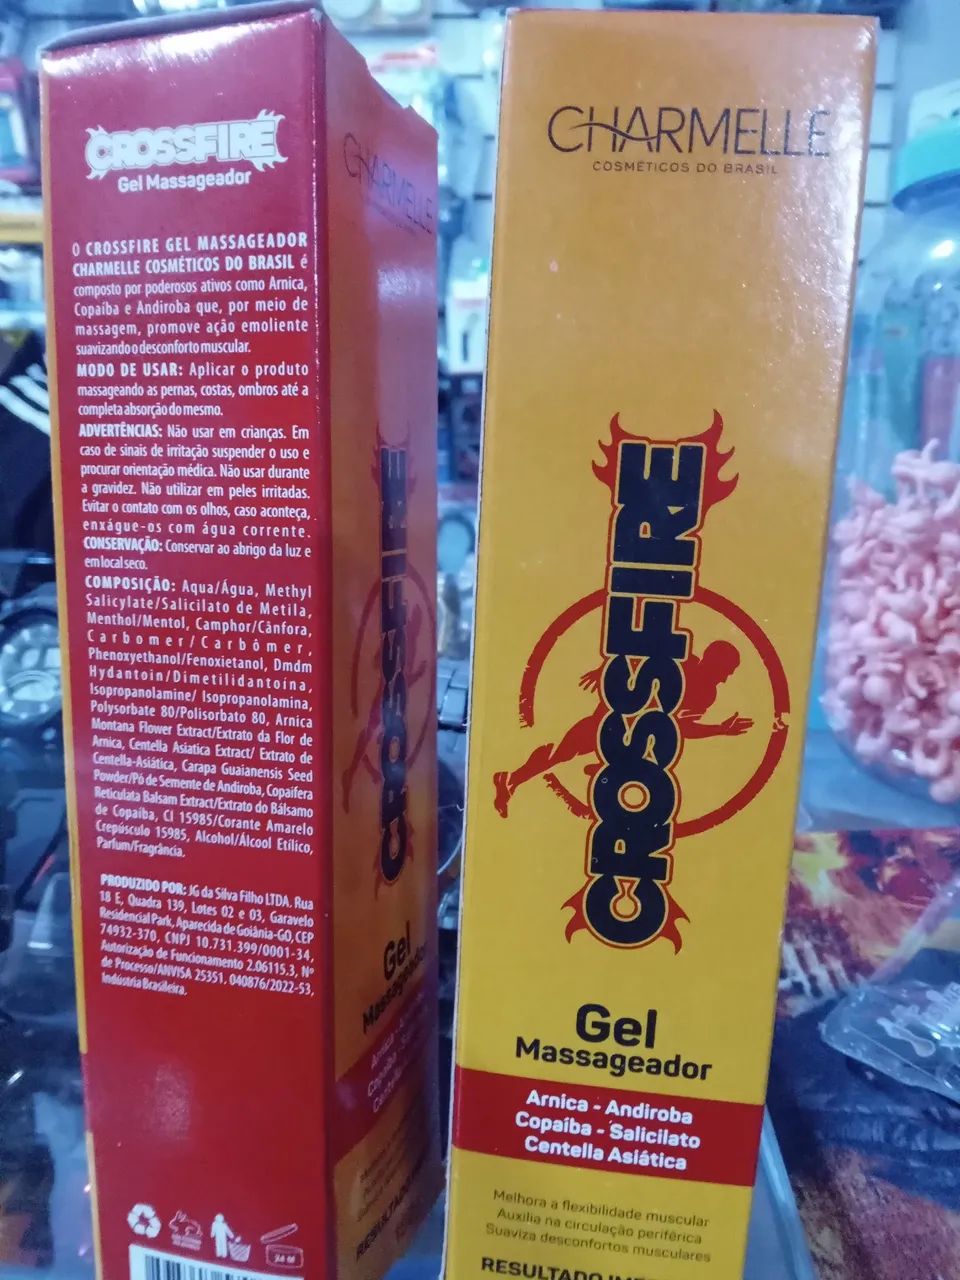 CROSSFIRE
Gel Massageador
O CROSSFIRE GEL MASSAGEADOR
CHARMELLE COSMÉTICOS DO BRASIL é
composto por poderosos ativos como Arnica,
Copaíba e Andiroba que, por meio de
massagem, promove ação emoliente
suavizando o desconforto muscular.
MODO DE USAR: Aplicar o produto
massageando as pernas, costas, ombros até a
completa absorção do mesmo.
ADVERTÊNCIAS: Não usar em crianças. Em
caso de sinais de irritação suspender o uso e
procurar orientação médica. Não usar durante
a gravidez. Não utilizar em peles irritadas.
Evitar o contato com os olhos, caso aconteça,
enxágue-os com água corrente.
CONSERVAÇÃO: Conservar ao abrigo da luz e
em local seco.
COMPOSIÇÃO: Aqua/Água, Methyl
Salicylate/Salicilato de Metila,
Menthol/Mentol, Camphor/Cânfora,
Carbomer/Carbômer,
Phenoxyethanol/Fenoxietanol, Dmdm
Hydantoin/Dimetilidantoína,
Isopropanolamine/ Isopropanolamina,
Polysorbate 80/Polisorbato 80, Arnica
Montana Flower Extract/Extrato da Flor de
Arnica, Centella Asiatica Extract/ Extrato de
Centella-Asiática, Carapa Guaianensis Seed
Powder/Pó de Semente de Andiroba, Copaifera
Reticulata Balsam Extract/Extrato do Bálsamo
de Copaíba, CI 15985/Corante Amarelo
Crepúsculo 15985, Alcohol/Álcool Etílico,
Parfum/Fragrância.
PRODUZIDO POR: JG da Silva Filho LTDA. Rua
18 E, Quadra 139, Lotes 02 e 03, Garavelo
Residencial Park, Aparecida de Goiânia-GO, CEP
74932-370, CNPJ 10.731.399/0001-34,
Autorização de Funcionamento 2.06115.3, Nº
de Processo/ANVISA 25351, 040876/2022-53,
Indústria Brasileira.
24 M
CHARMELLE
CROSSFIRE
Gel
Massageador
Arnica
Copaíba
RESULTADO
CHARMELLE
COSMÉTICOS DO BRASIL
CROSSFIRE
Gel
Massageador
Arnica - Andiroba
Copaíba - Salicilato
Centella Asiática
Melhora a flexibilidade muscular
Auxilia na circulação periférica
Suaviza desconfortos musculares
RESULTADO